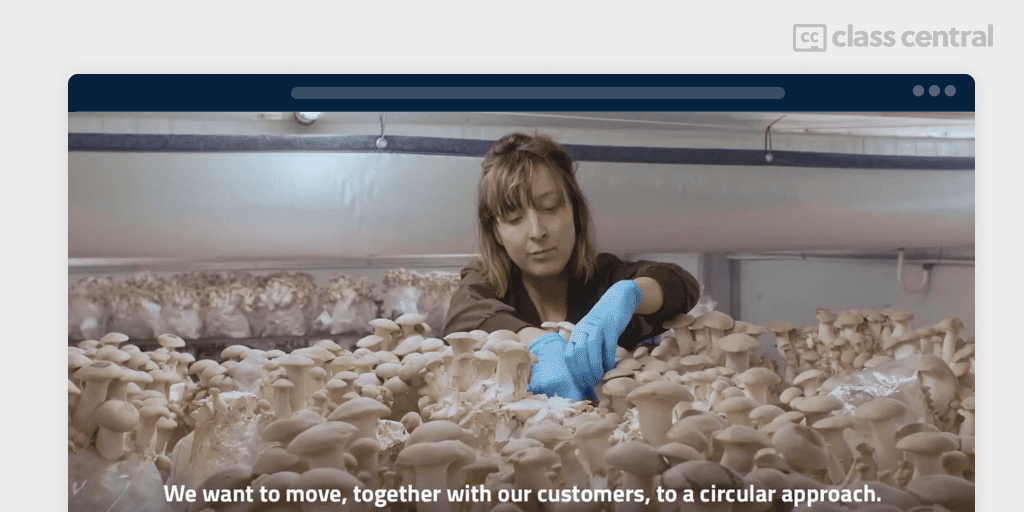 cc class central
We want to move, together with our customers, to a circular approach.